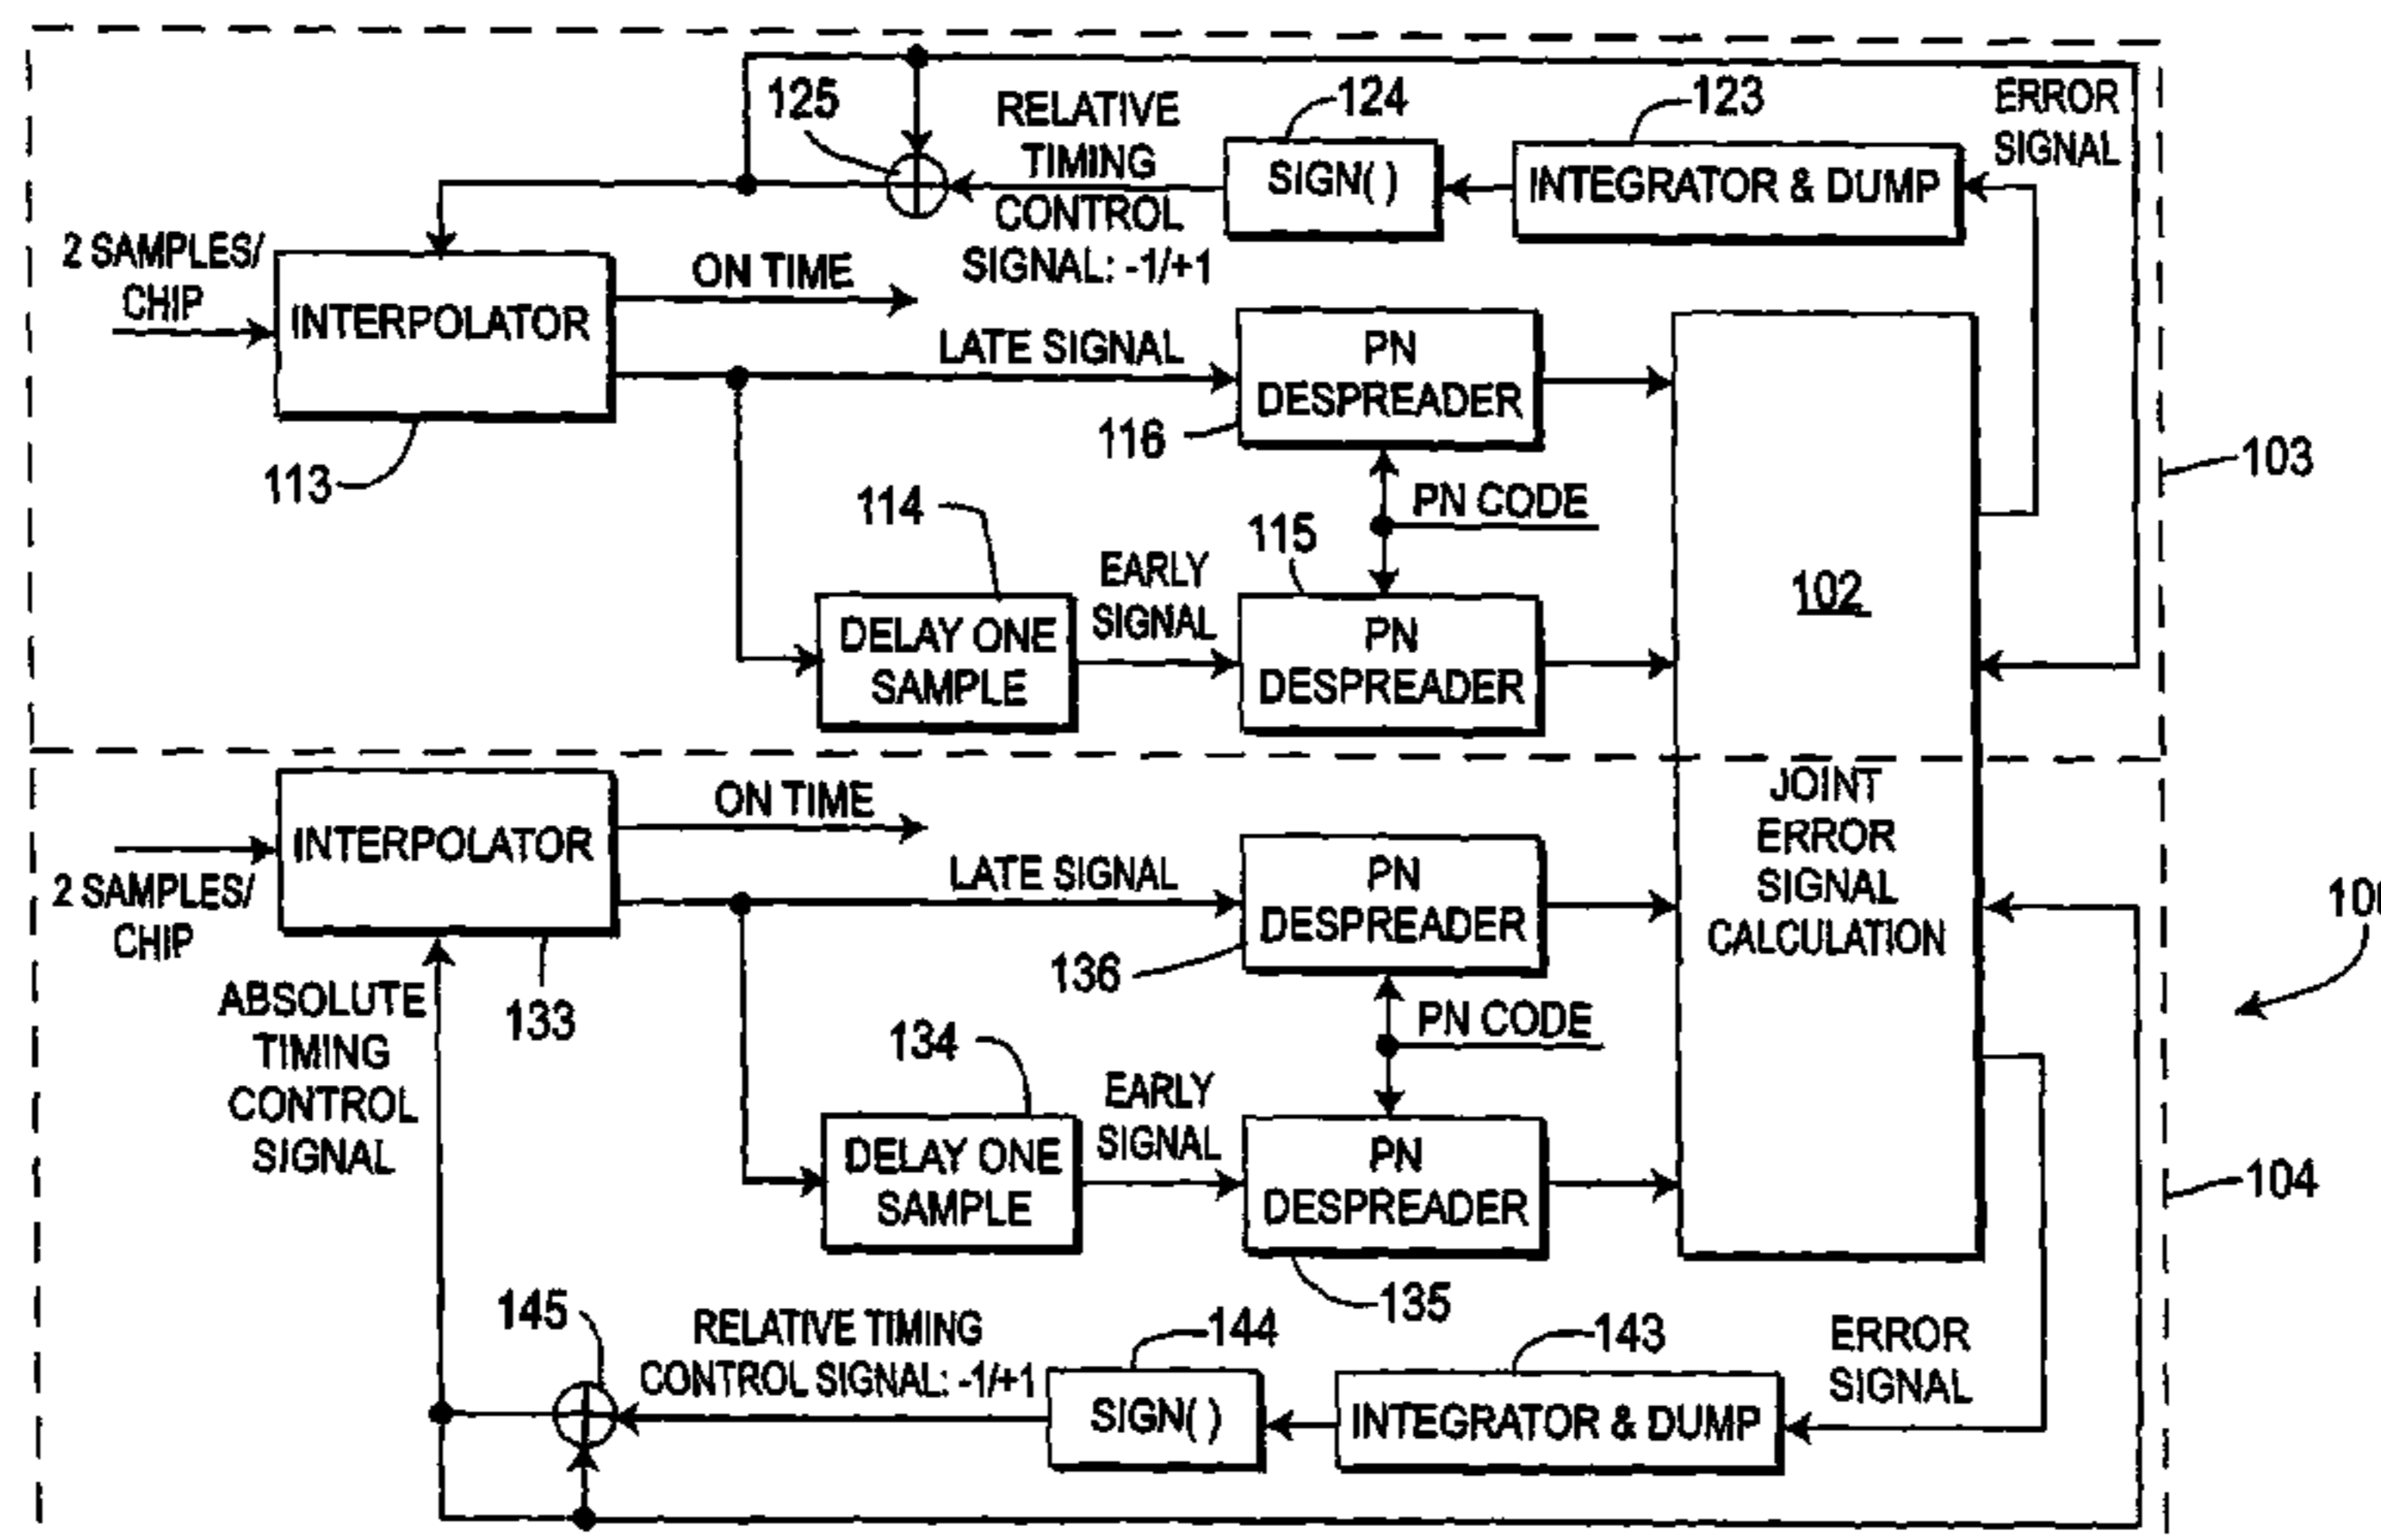 125
RELATIVE
TIMING
CONTROL
SIGNAL: -1/+1
124
SIGN( )
123
INTEGRATOR & DUMP
ERROR
SIGNAL
2 SAMPLES/
CHIP
INTERPOLATOR
113
ON TIME
LATE SIGNAL
PN
DESPREADER
116
PN CODE
103
114
DELAY ONE
SAMPLE
EARLY
SIGNAL
115
PN
DESPREADER
102
JOINT
ERROR
SIGNAL
CALCULATION
INTERPOLATOR
2 SAMPLES/
CHIP
133
ON TIME
LATE SIGNAL
PN
DESPREADER
136
PN CODE
ABSOLUTE
TIMING
CONTROL
SIGNAL
134
DELAY ONE
SAMPLE
EARLY
SIGNAL
PN
DESPREADER
135
104
145
RELATIVE TIMING
CONTROL SIGNAL: -1/+1
144
SIGN( )
143
INTEGRATOR & DUMP
ERROR
SIGNAL